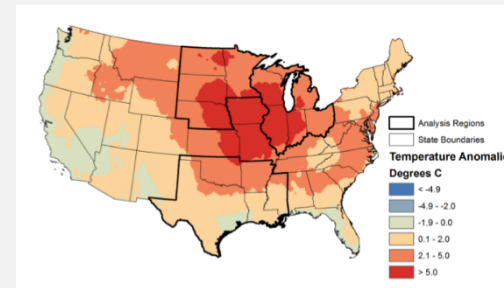 Analysis Regions
State Boundaries
Temperature Anomalie
Degrees C
< -4.9
-4.9 - -2.0
-1.9 - 0.0
0.1 - 2.0
2.1 - 5.0
> 5.0